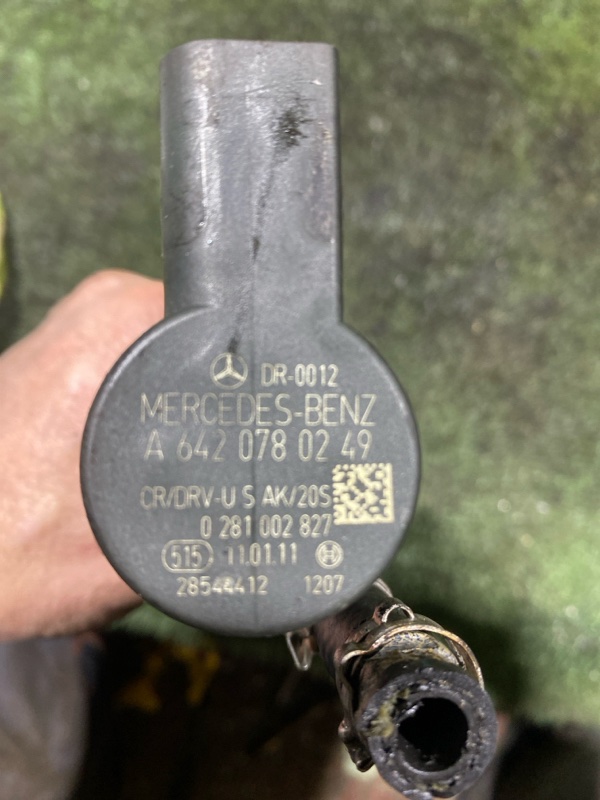 DR-0012
MERCEDES-BENZ
A 642 078 02 49
CR/DRV-U S AK/20S
0 281 002 827
515 11.01.11
28544412 1207